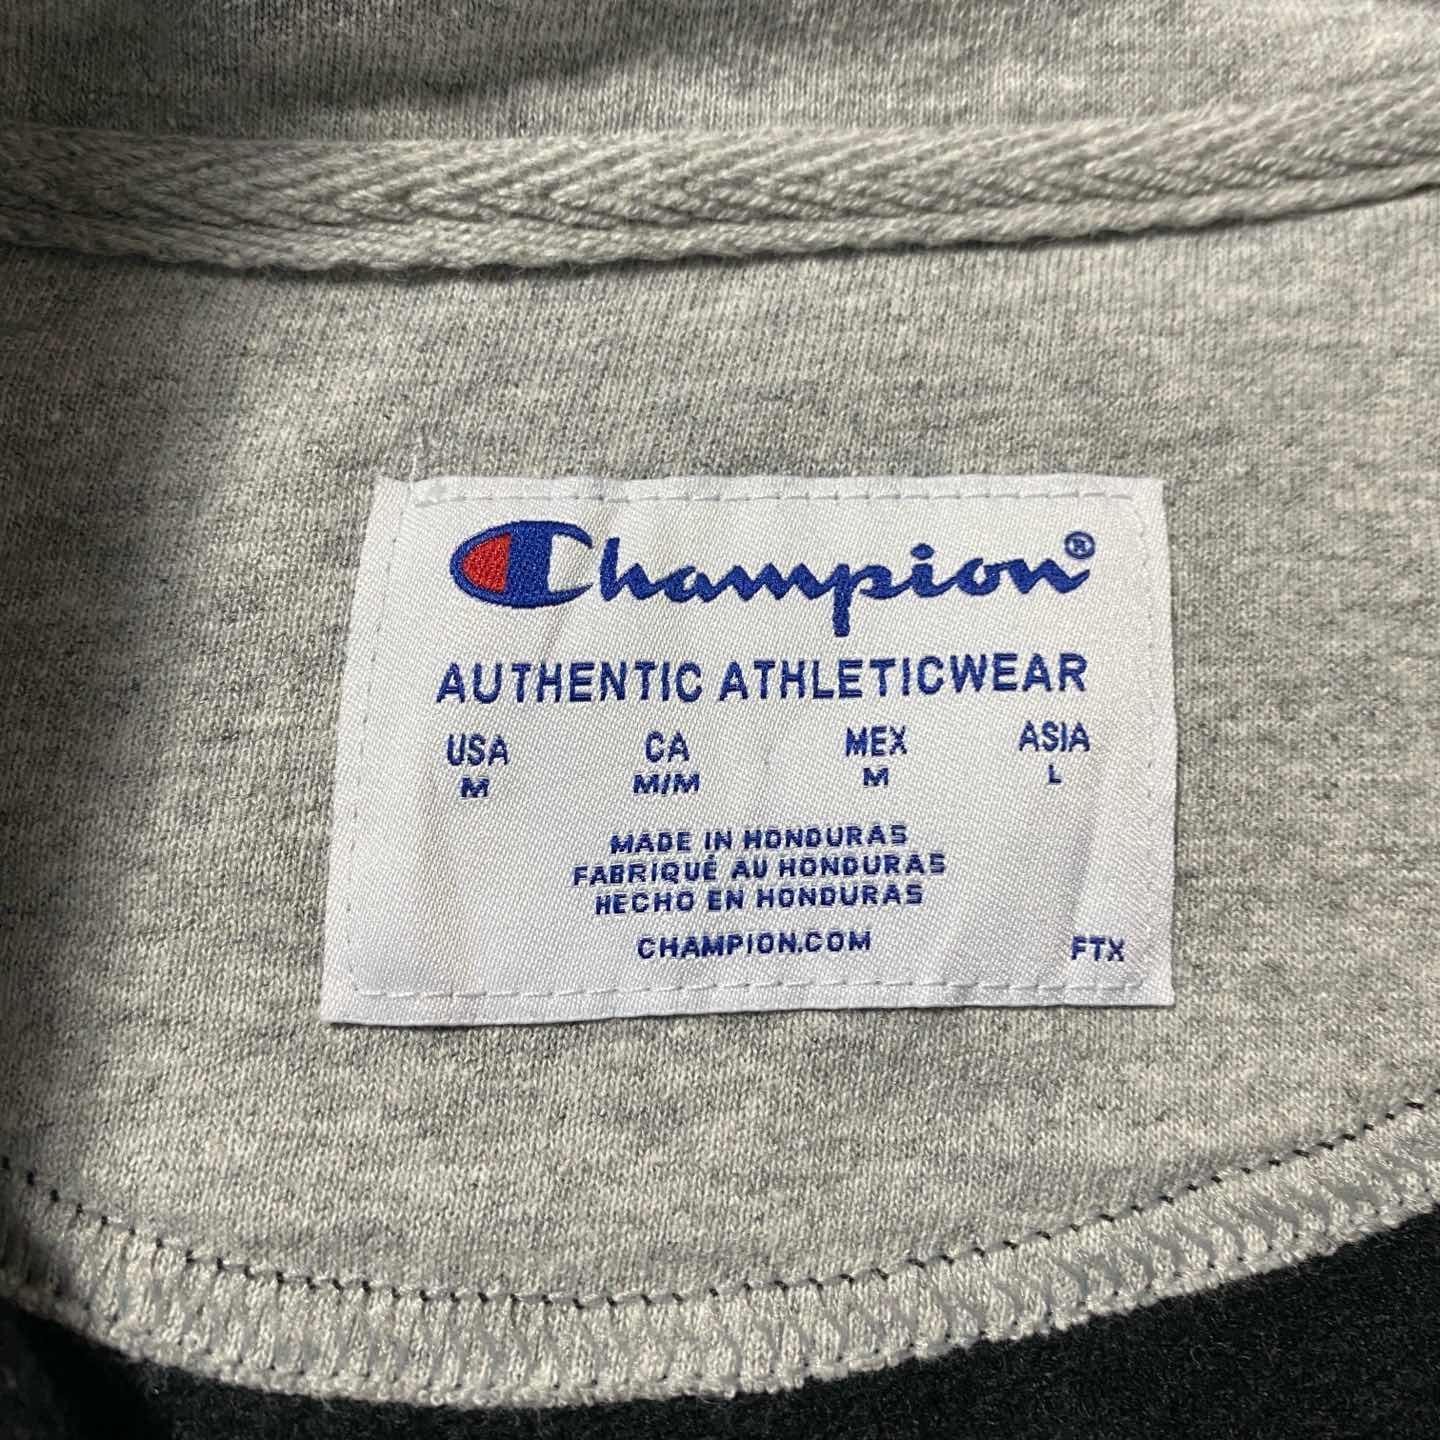 Champion®
AUTHENTIC ATHLETICWEAR
USA CA MEX ASIA
M M/M M L
MADE IN HONDURAS
FABRIQUÉ AU HONDURAS
HECHO EN HONDURAS
CHAMPION.COM FTX